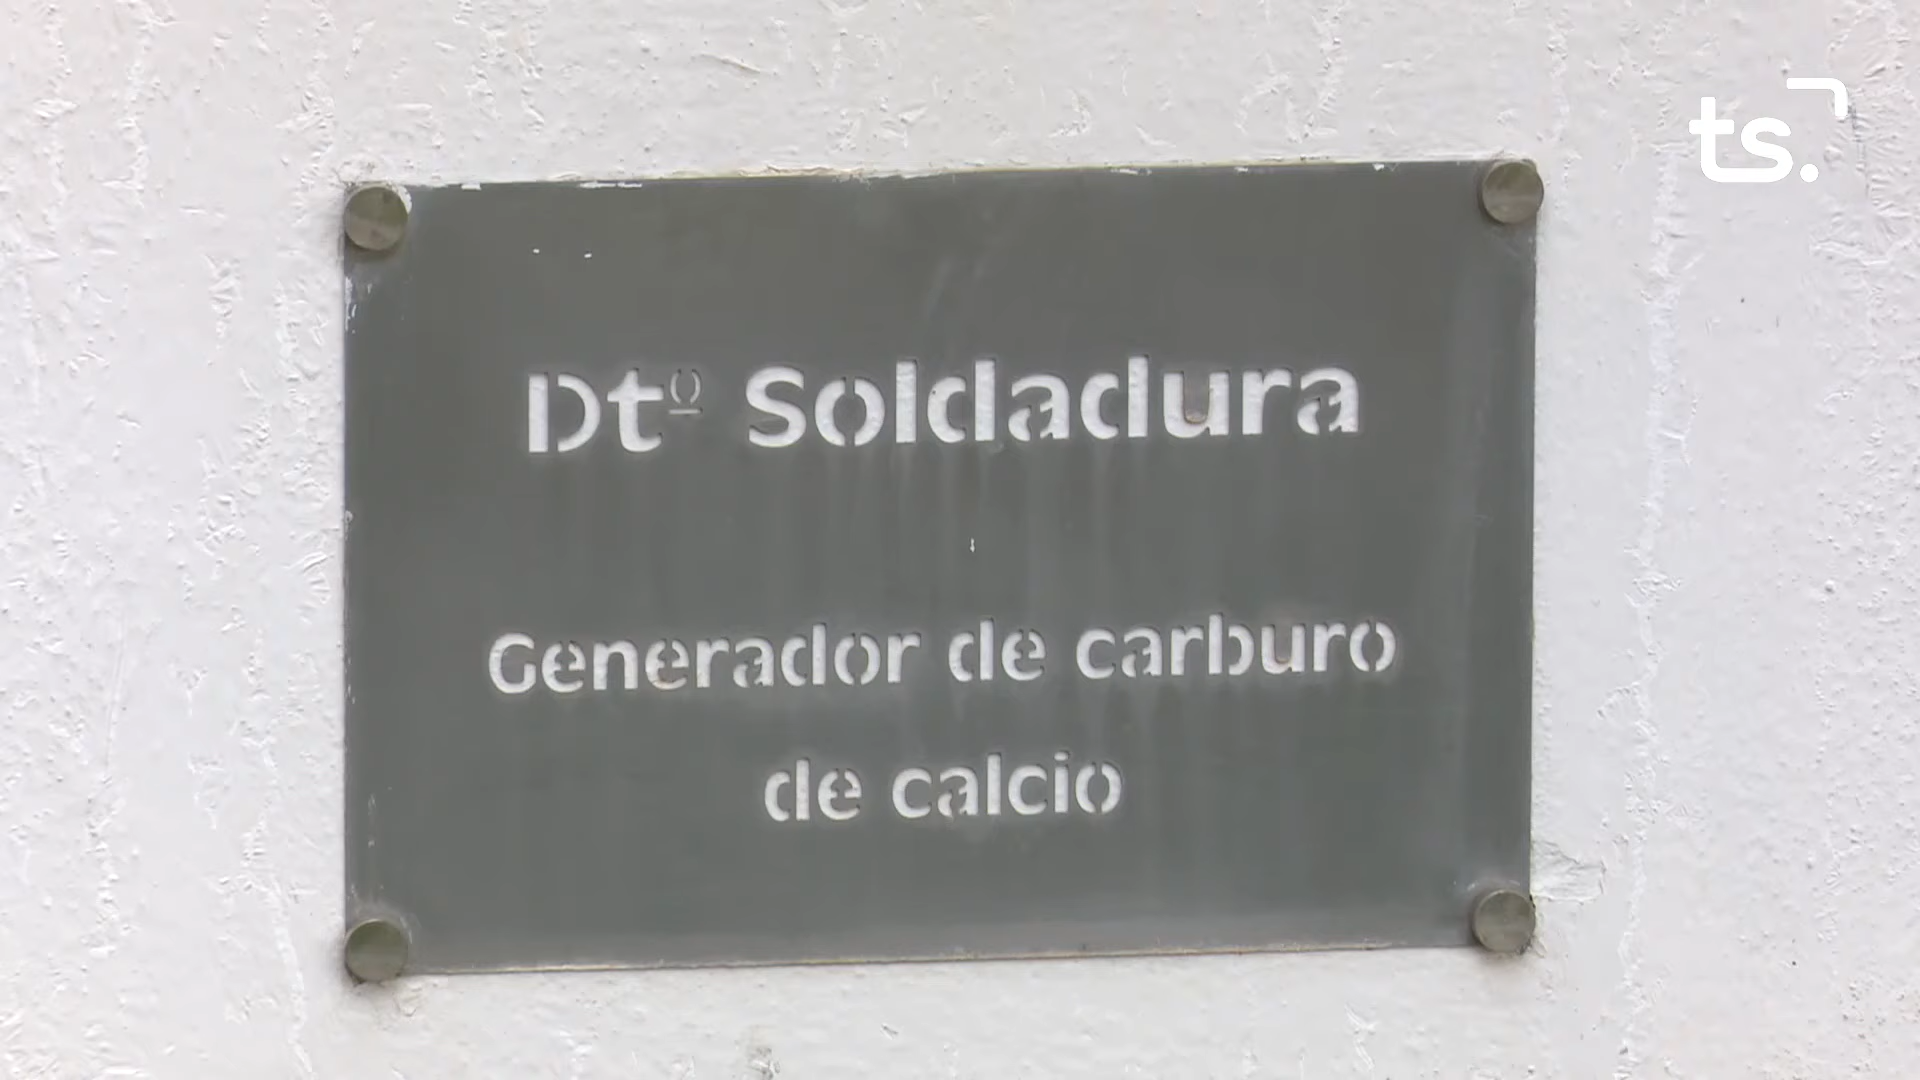 ts.
Dtº Soldadura
Generador de carburo
de calcio